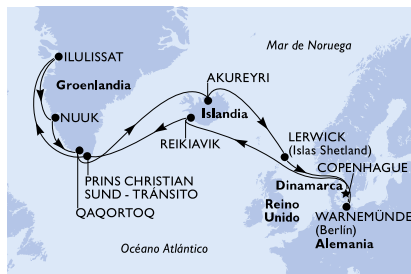 Mar de Noruega
ILULISSAT
AKUREYRI
Groenlandia
Islandia
NUUK
LERWICK
(Islas Shetland)
REIKIAVIK
COPENHAGUE
PRINS CHRISTIAN
SUND - TRÁNSITO
Dinamarca
QAQORTOQ
Reino
Unido
WARNEMÜNDE
(Berlín)
Alemania
Océano Atlántico